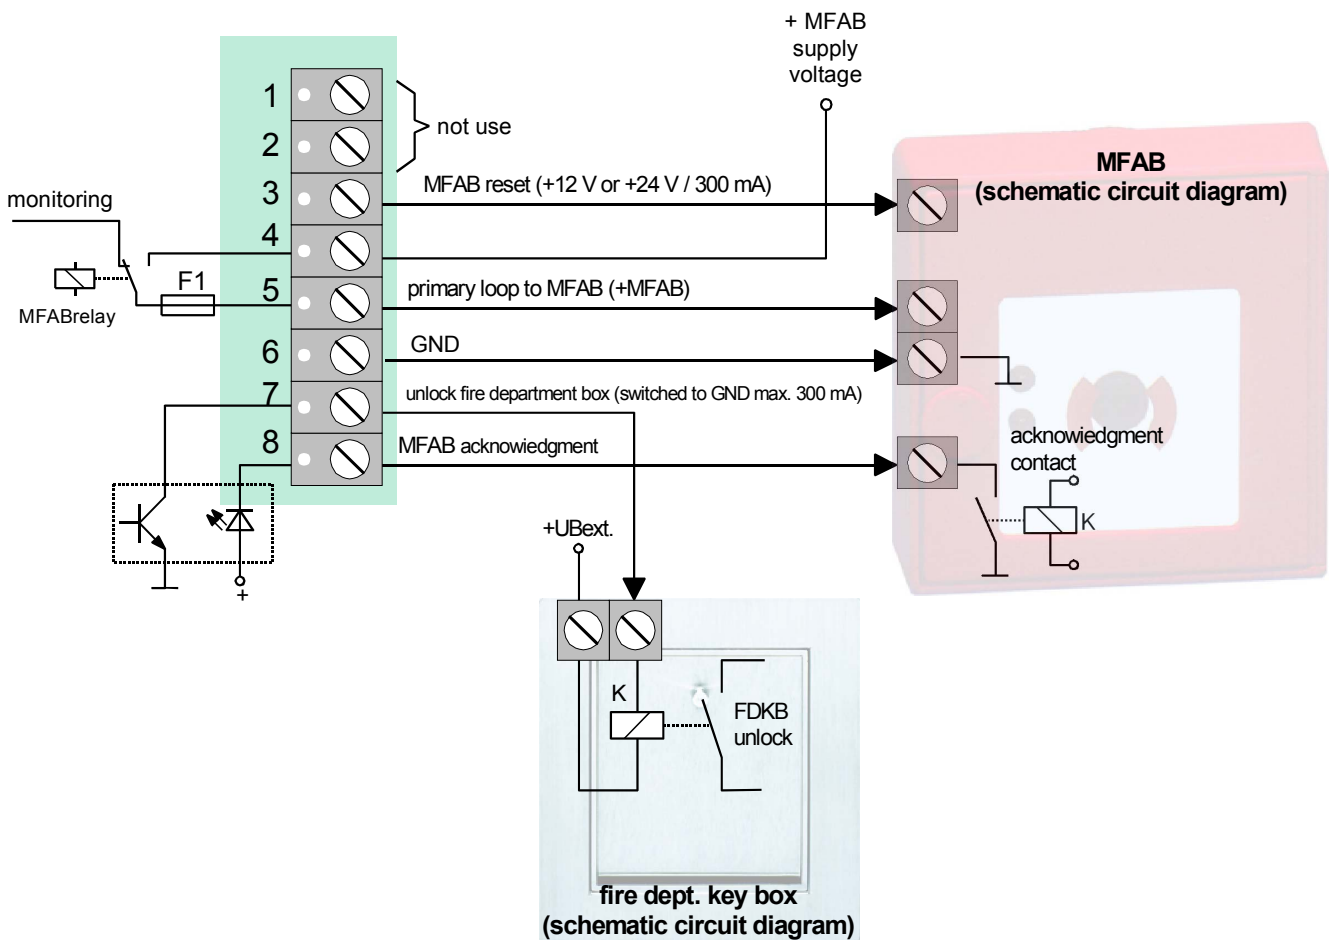 + MFAB
supply
voltage
1
2
not use
3
MFAB reset (+12 V or +24 V / 300 mA)
MFAB
(schematic circuit diagram)
monitoring
4
F1
5
primary loop to MFAB (+MFAB)
MFABrelay
6
GND
7
unlock fire department box (switched to GND max. 300 mA)
8
MFAB acknowiedgment
acknowiedgment
contact
K
+UBext.
+
K
FDKB
unlock
fire dept. key box
(schematic circuit diagram)